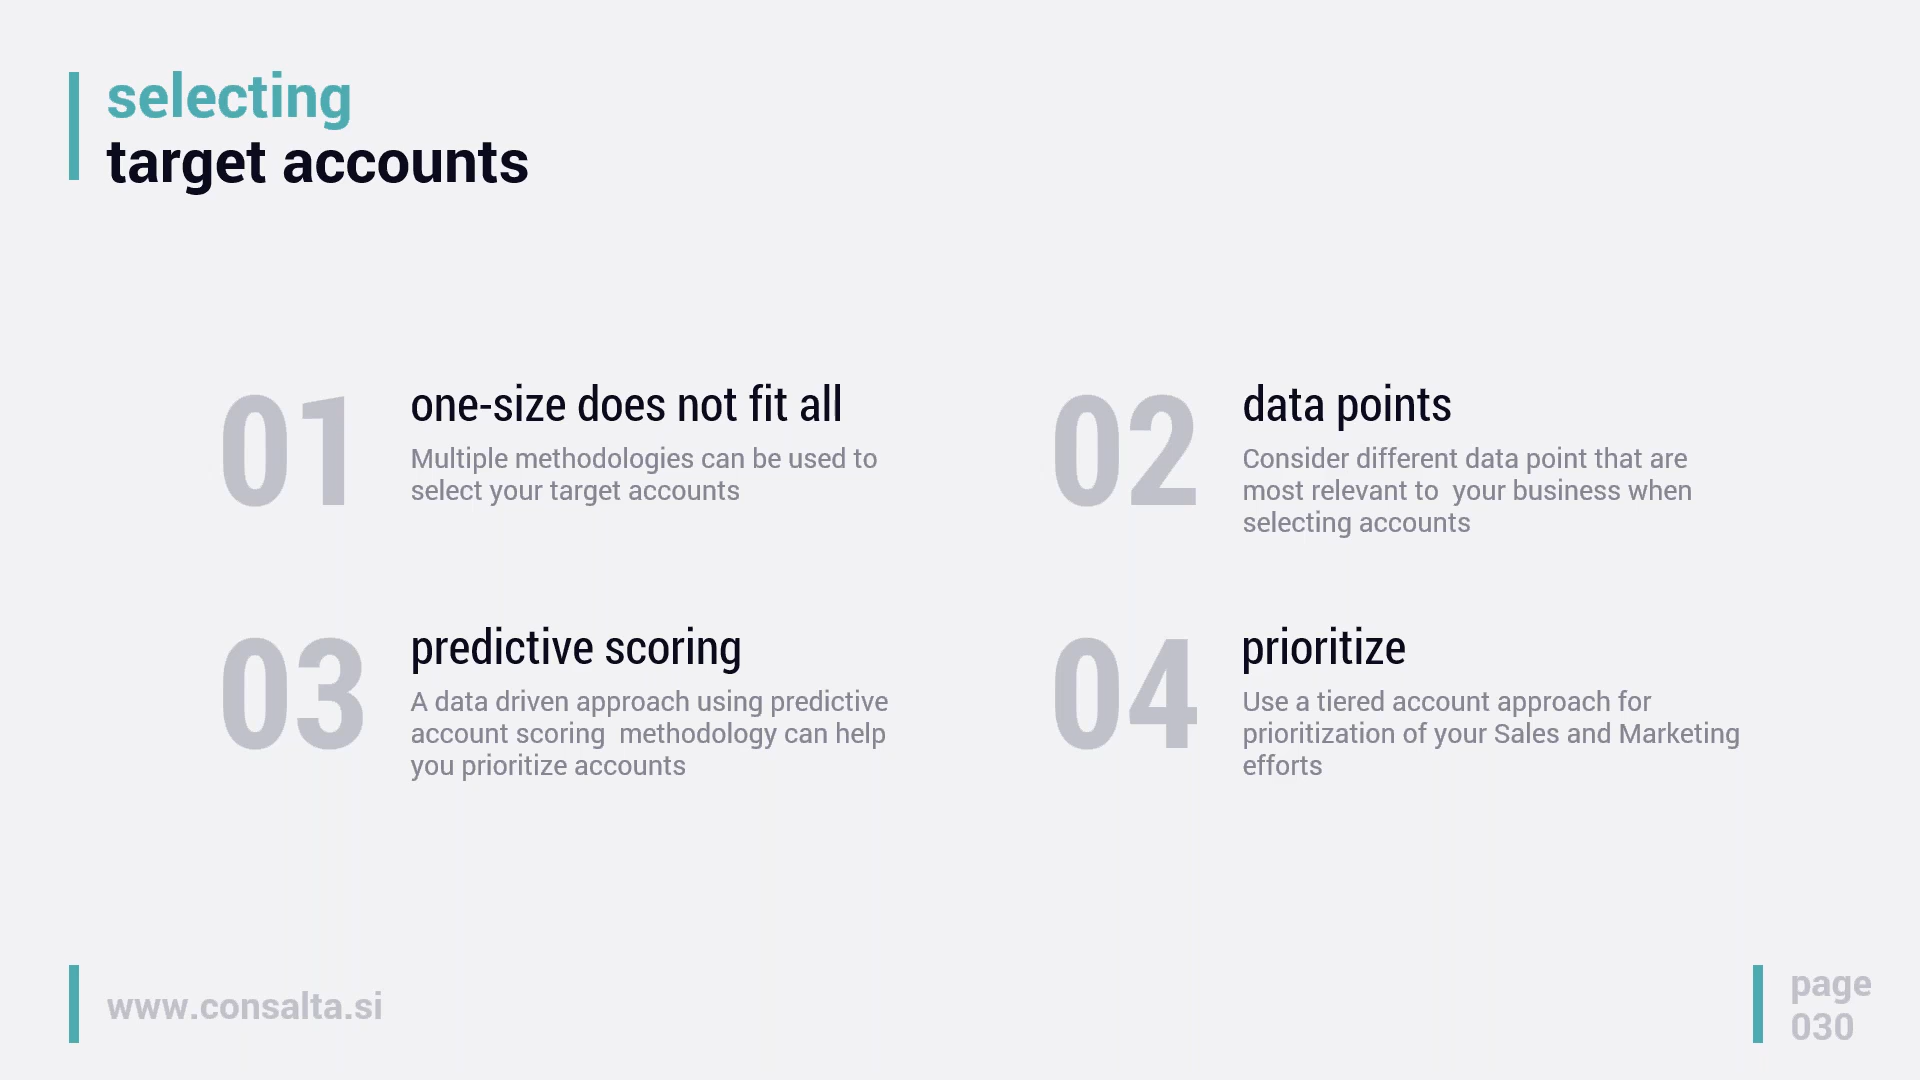 selecting
target accounts
01
one-size does not fit all
Multiple methodologies can be used to
select your target accounts
02
data points
Consider different data point that are
most relevant to  your business when
selecting accounts
03
predictive scoring
A data driven approach using predictive
account scoring  methodology can help
you prioritize accounts
04
prioritize
Use a tiered account approach for
prioritization of your Sales and Marketing
efforts
www.consalta.si
page
030